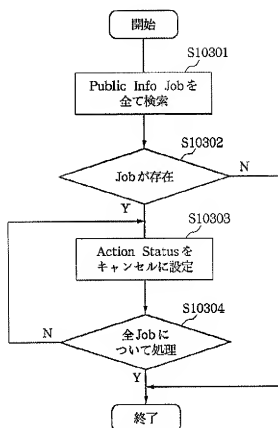 開始
S10301
Public Info Jobを
全て検索
S10302
Jobが存在
N
Y
S10303
Action Statusを
キャンセルに設定
S10304
N
全Jobに
ついて処理
Y
終了